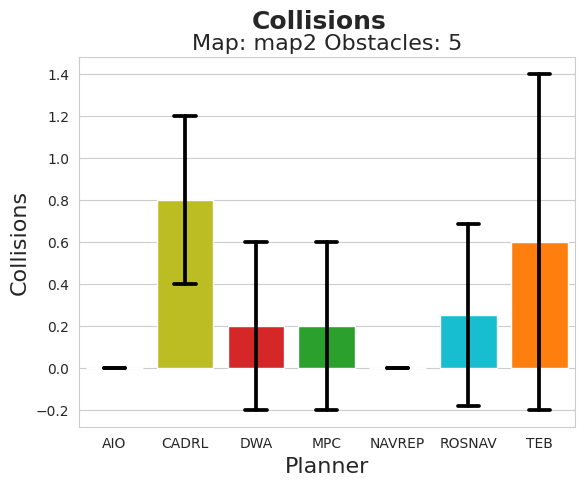 Collisions
Map: map2 Obstacles: 5
Collisions
1.4
1.2
1.0
0.8
0.6
0.4
0.2
0.0
−0.2
AIO CADRL DWA MPC NAVREP ROSNAV TEB
Planner